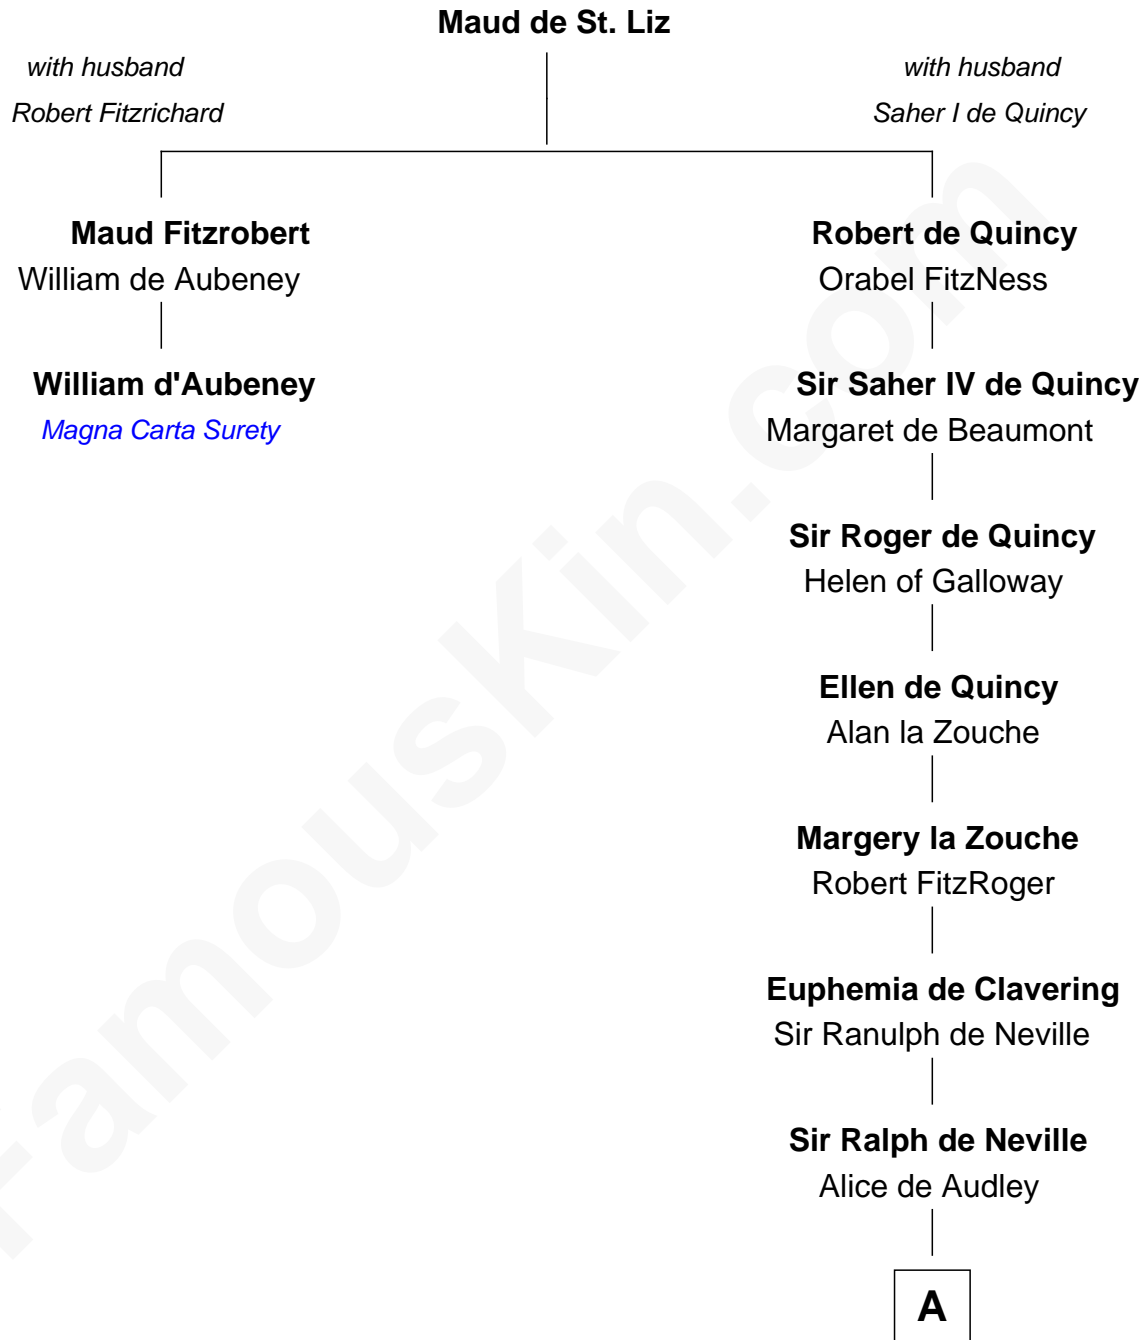 Maud de St. Liz
with husband
Robert Fitzrichard
with husband
Saher I de Quincy
Maud Fitzrobert
William de Aubeney
William d'Aubeney
Magna Carta Surety
Robert de Quincy
Orabel FitzNess
Sir Saher IV de Quincy
Margaret de Beaumont
Sir Roger de Quincy
Helen of Galloway
Ellen de Quincy
Alan la Zouche
Margery la Zouche
Robert FitzRoger
Euphemia de Clavering
Sir Ranulph de Neville
Sir Ralph de Neville
Alice de Audley
A
FamousKin.com